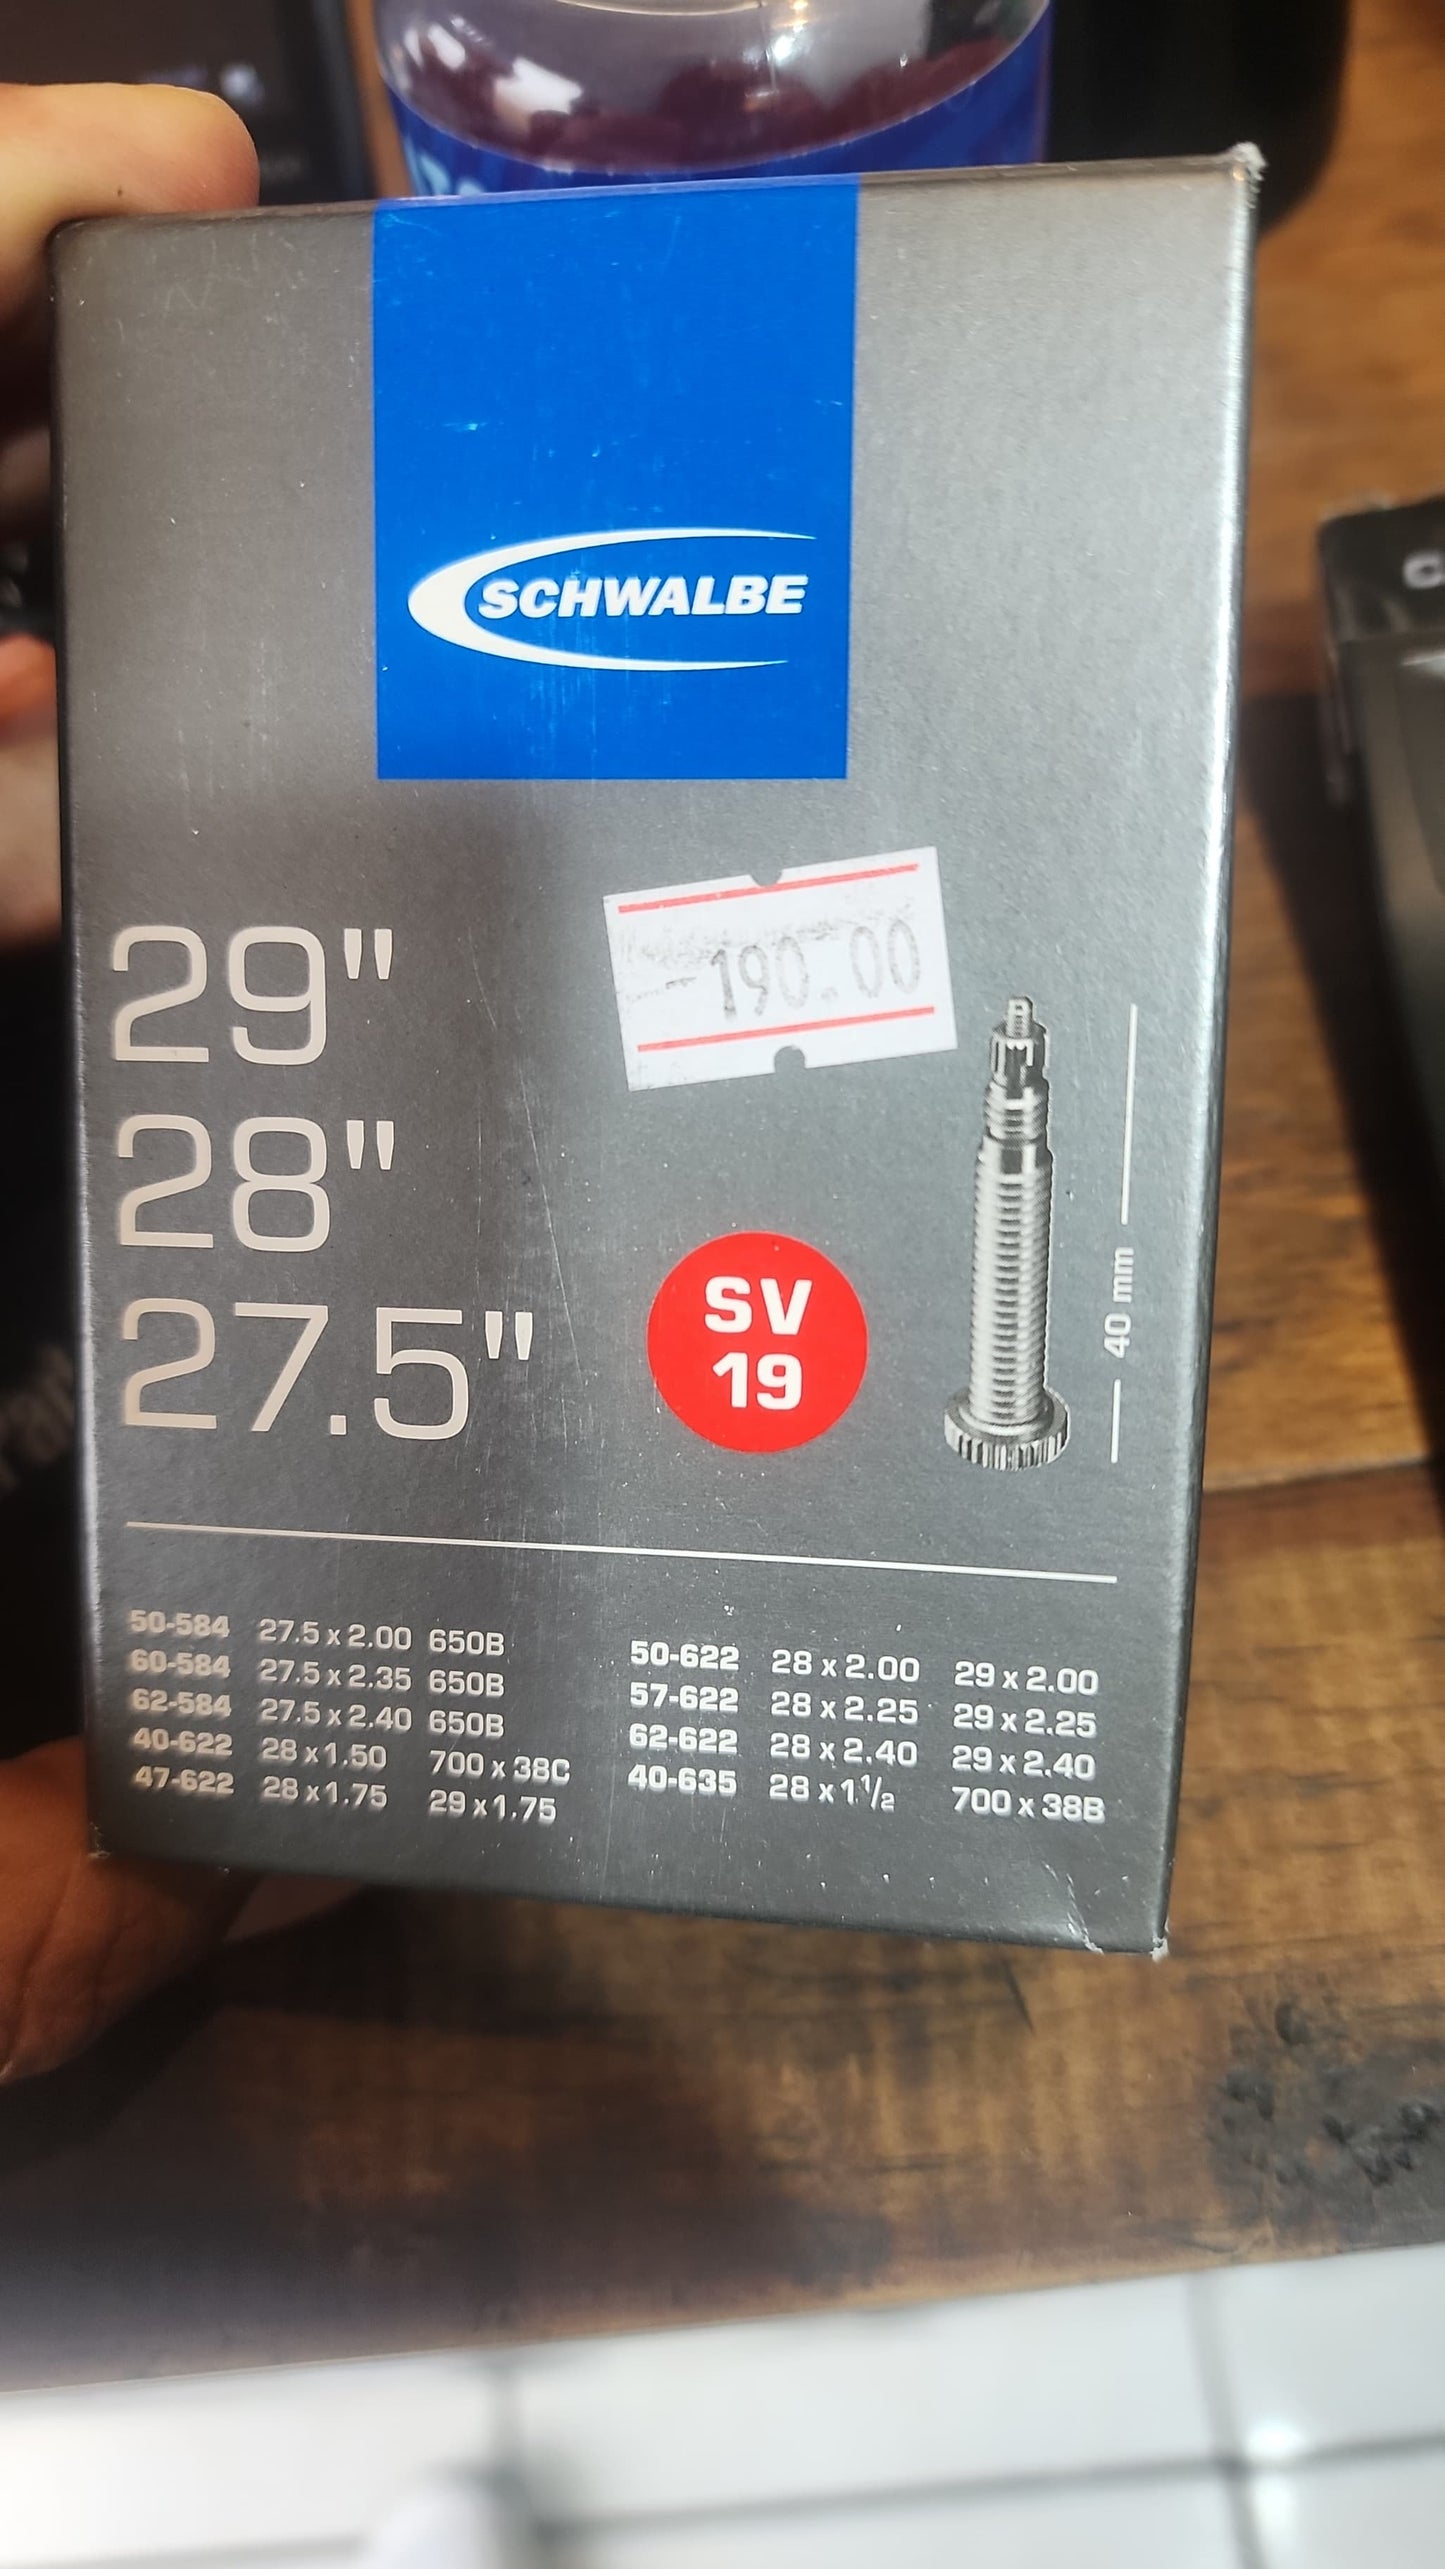 SCHWALBE
190.00
29"
28"
27.5"
SV
19
40 mm
50-584 27.5 x 2.00 650B
60-584 27.5 x 2.35 650B
62-584 27.5 x 2.40 650B
40-622 28 x 1.50 700 x 38C
47-622 28 x 1.75 29 x 1.75
50-622 28 x 2.00 29 x 2.00
57-622 28 x 2.25 29 x 2.25
62-622 28 x 2.40 29 x 2.40
40-635 28 x 1 1/2 700 x 38B